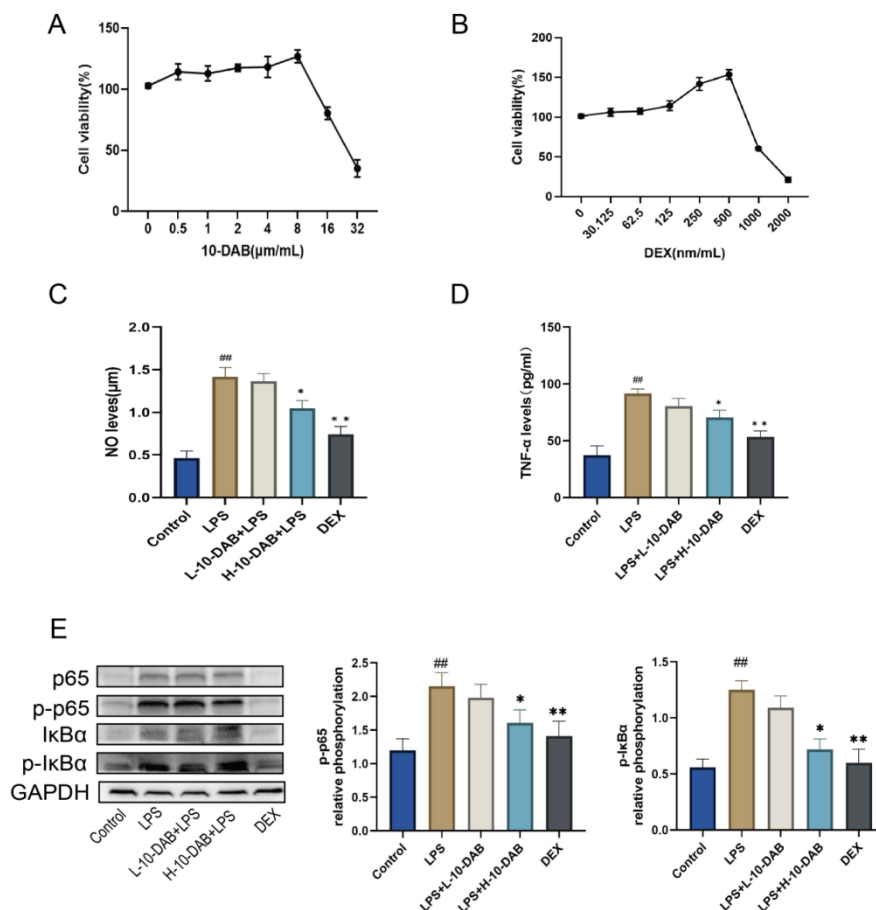 A
Cell viability(%)
150
100
50
0
0 0.5 1 2 4 8 16 32
10-DAB(μm/mL)
B
Cell viability(%)
200
150
100
50
0
0 30.125 62.5 125 250 500 1000 2000
DEX(nm/mL)
C
NO leves(μm)
2.0
1.5
1.0
0.5
0.0
##
*
**
Control LPS L-10-DAB+LPS H-10-DAB+LPS DEX
D
TNF-α levels (pg/ml)
150
100
50
0
##
*
**
Control LPS LPS+L-10-DAB LPS+H-10-DAB DEX
E
p65
p-p65
IκBα
p-IκBα
GAPDH
Control LPS L-10-DAB+LPS H-10-DAB+LPS DEX
p-p65
relative phosphorylation
2.5
2.0
1.5
1.0
0.5
0.0
##
*
**
Control LPS LPS+L-10-DAB LPS+H-10-DAB DEX
p-IκBα
relative phosphorylation
1.5
1.0
0.5
0.0
##
*
**
Control LPS LPS+L-10-DAB LPS+H-10-DAB DEX